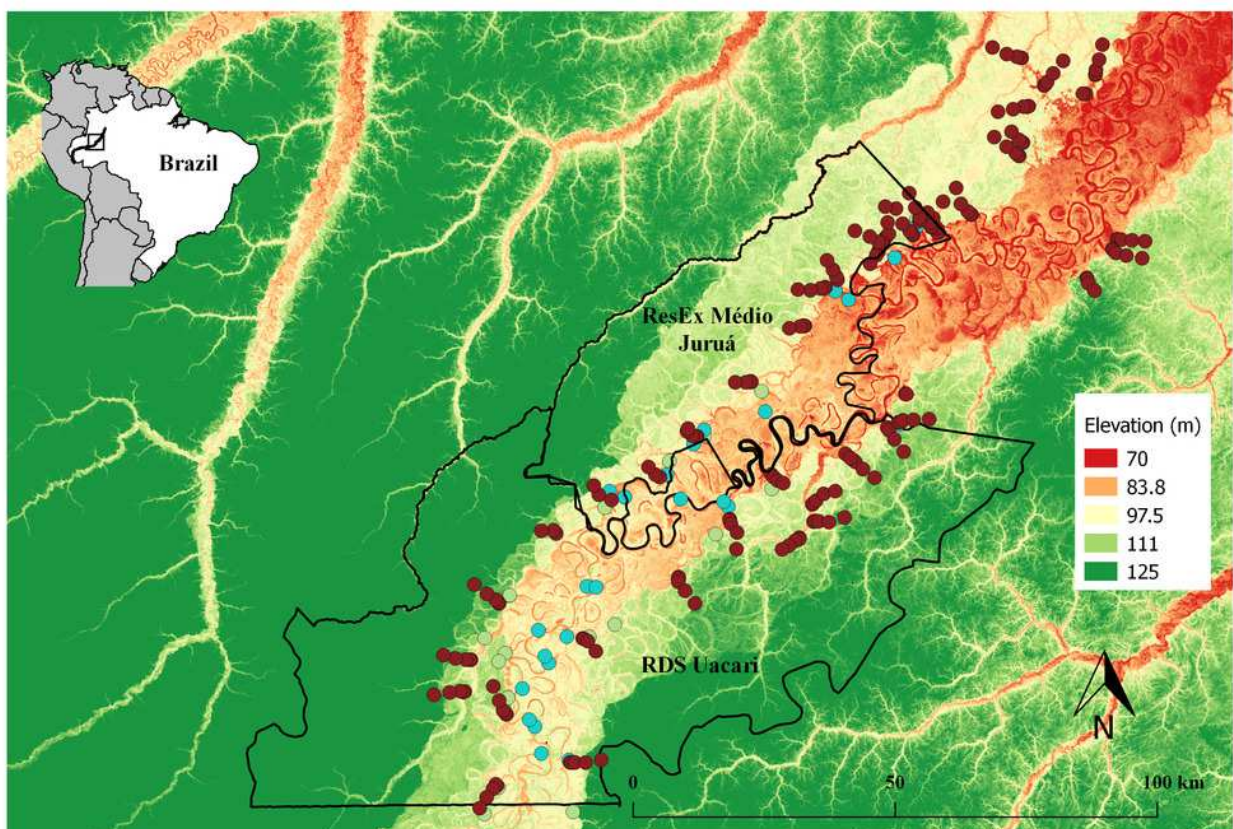 Brazil
ResEx Médio
Juruá
Elevation (m)
70
83.8
97.5
111
125
RDS Uacari
N
0
50
100 km